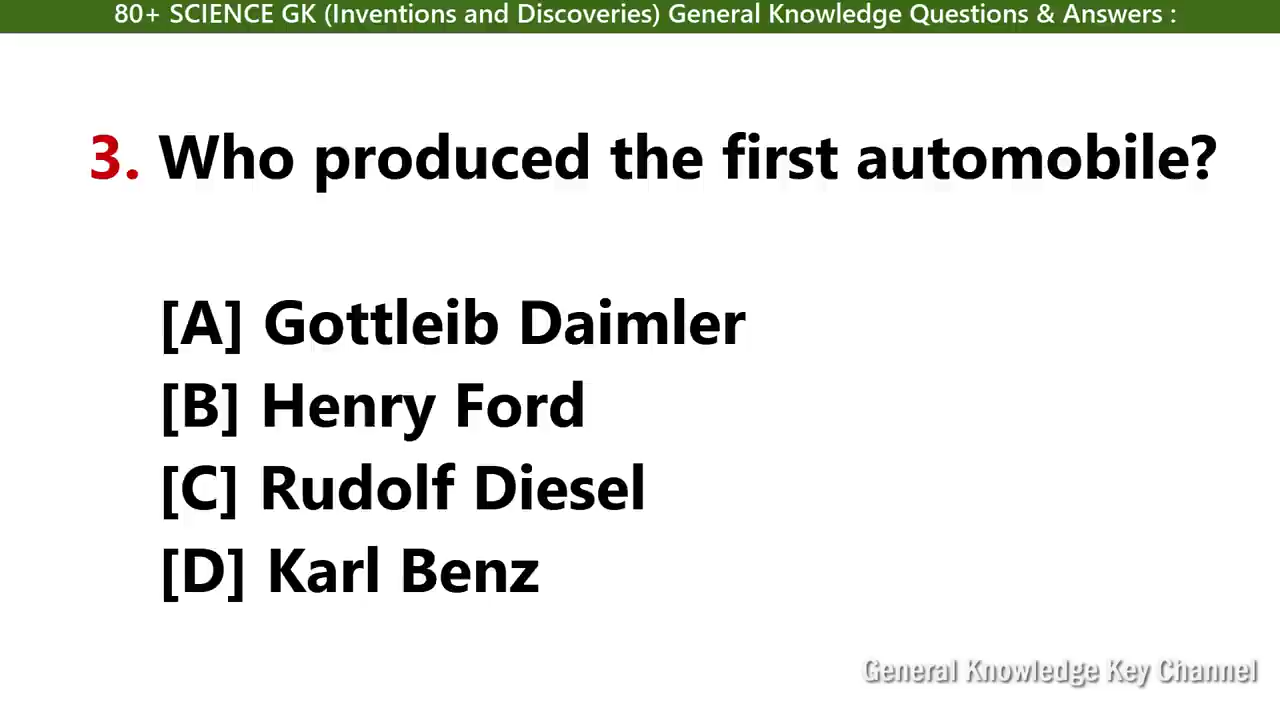 80+ SCIENCE GK (Inventions and Discoveries) General Knowledge Questions & Answers :
3. Who produced the first automobile?
[A] Gottleib Daimler
[B] Henry Ford
[C] Rudolf Diesel
[D] Karl Benz
General Knowledge Key Channel